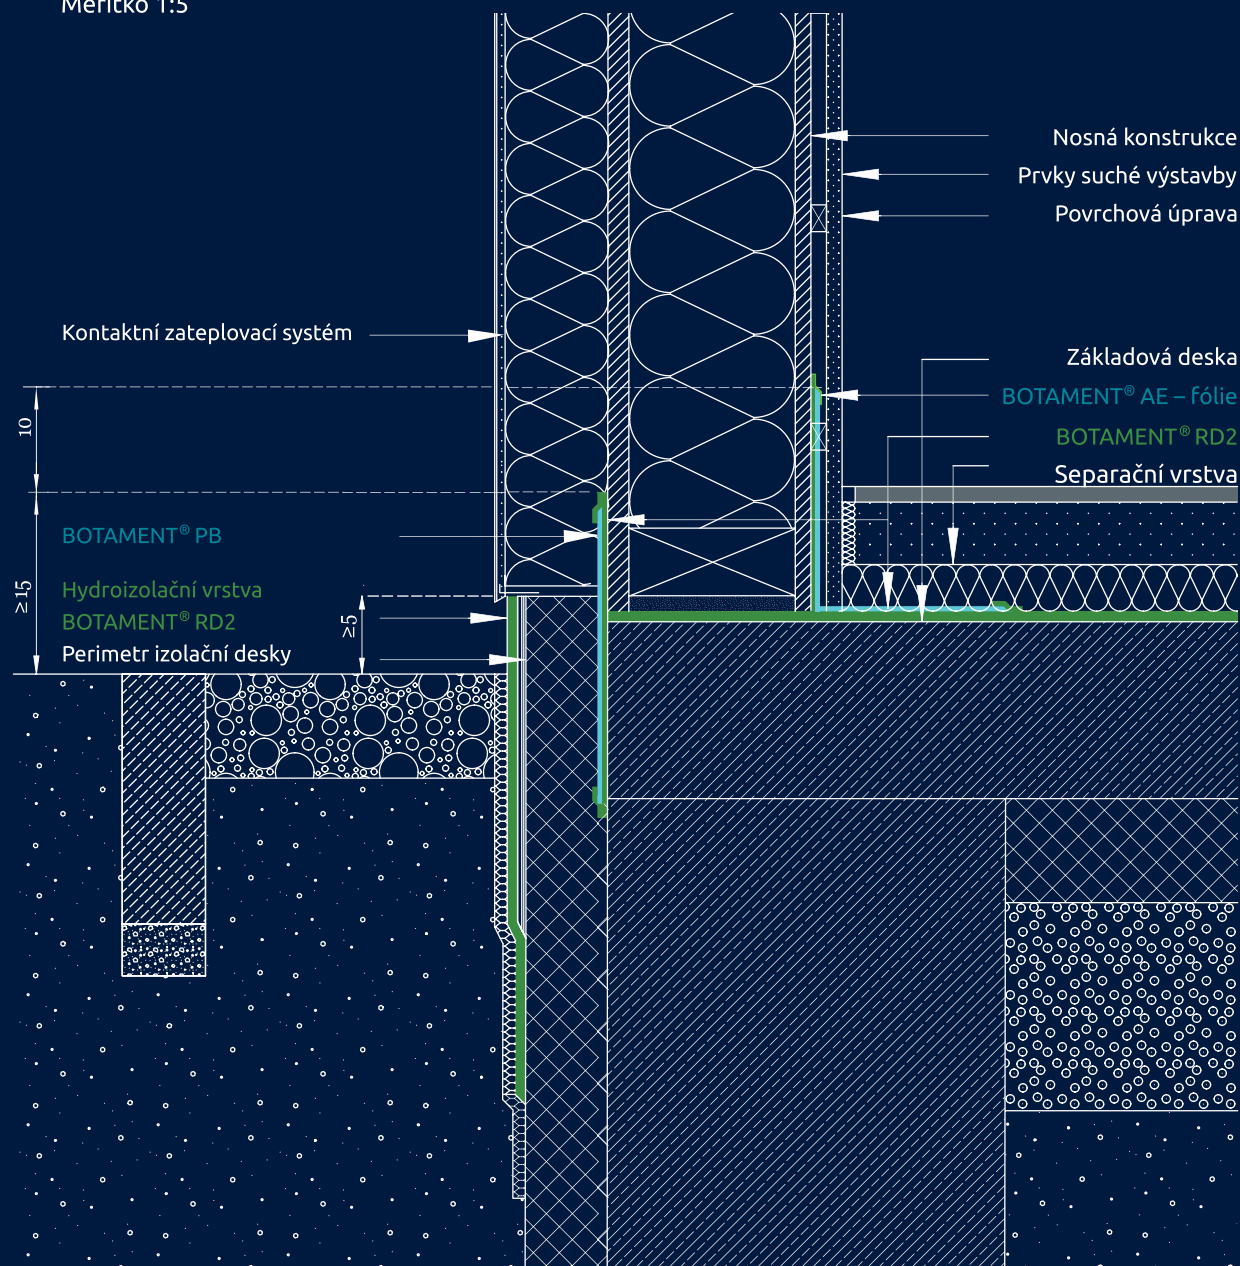 Měřítko 1:5
Nosná konstrukce
Prvky suché výstavby
Povrchová úprava
Kontaktní zateplovací systém
Základová deska
BOTAMENT® AE – fólie
BOTAMENT® RD2
Separační vrstva
10
BOTAMENT® PB
≥15
Hydroizolační vrstva
BOTAMENT® RD2
≥5
Perimetr izolační desky